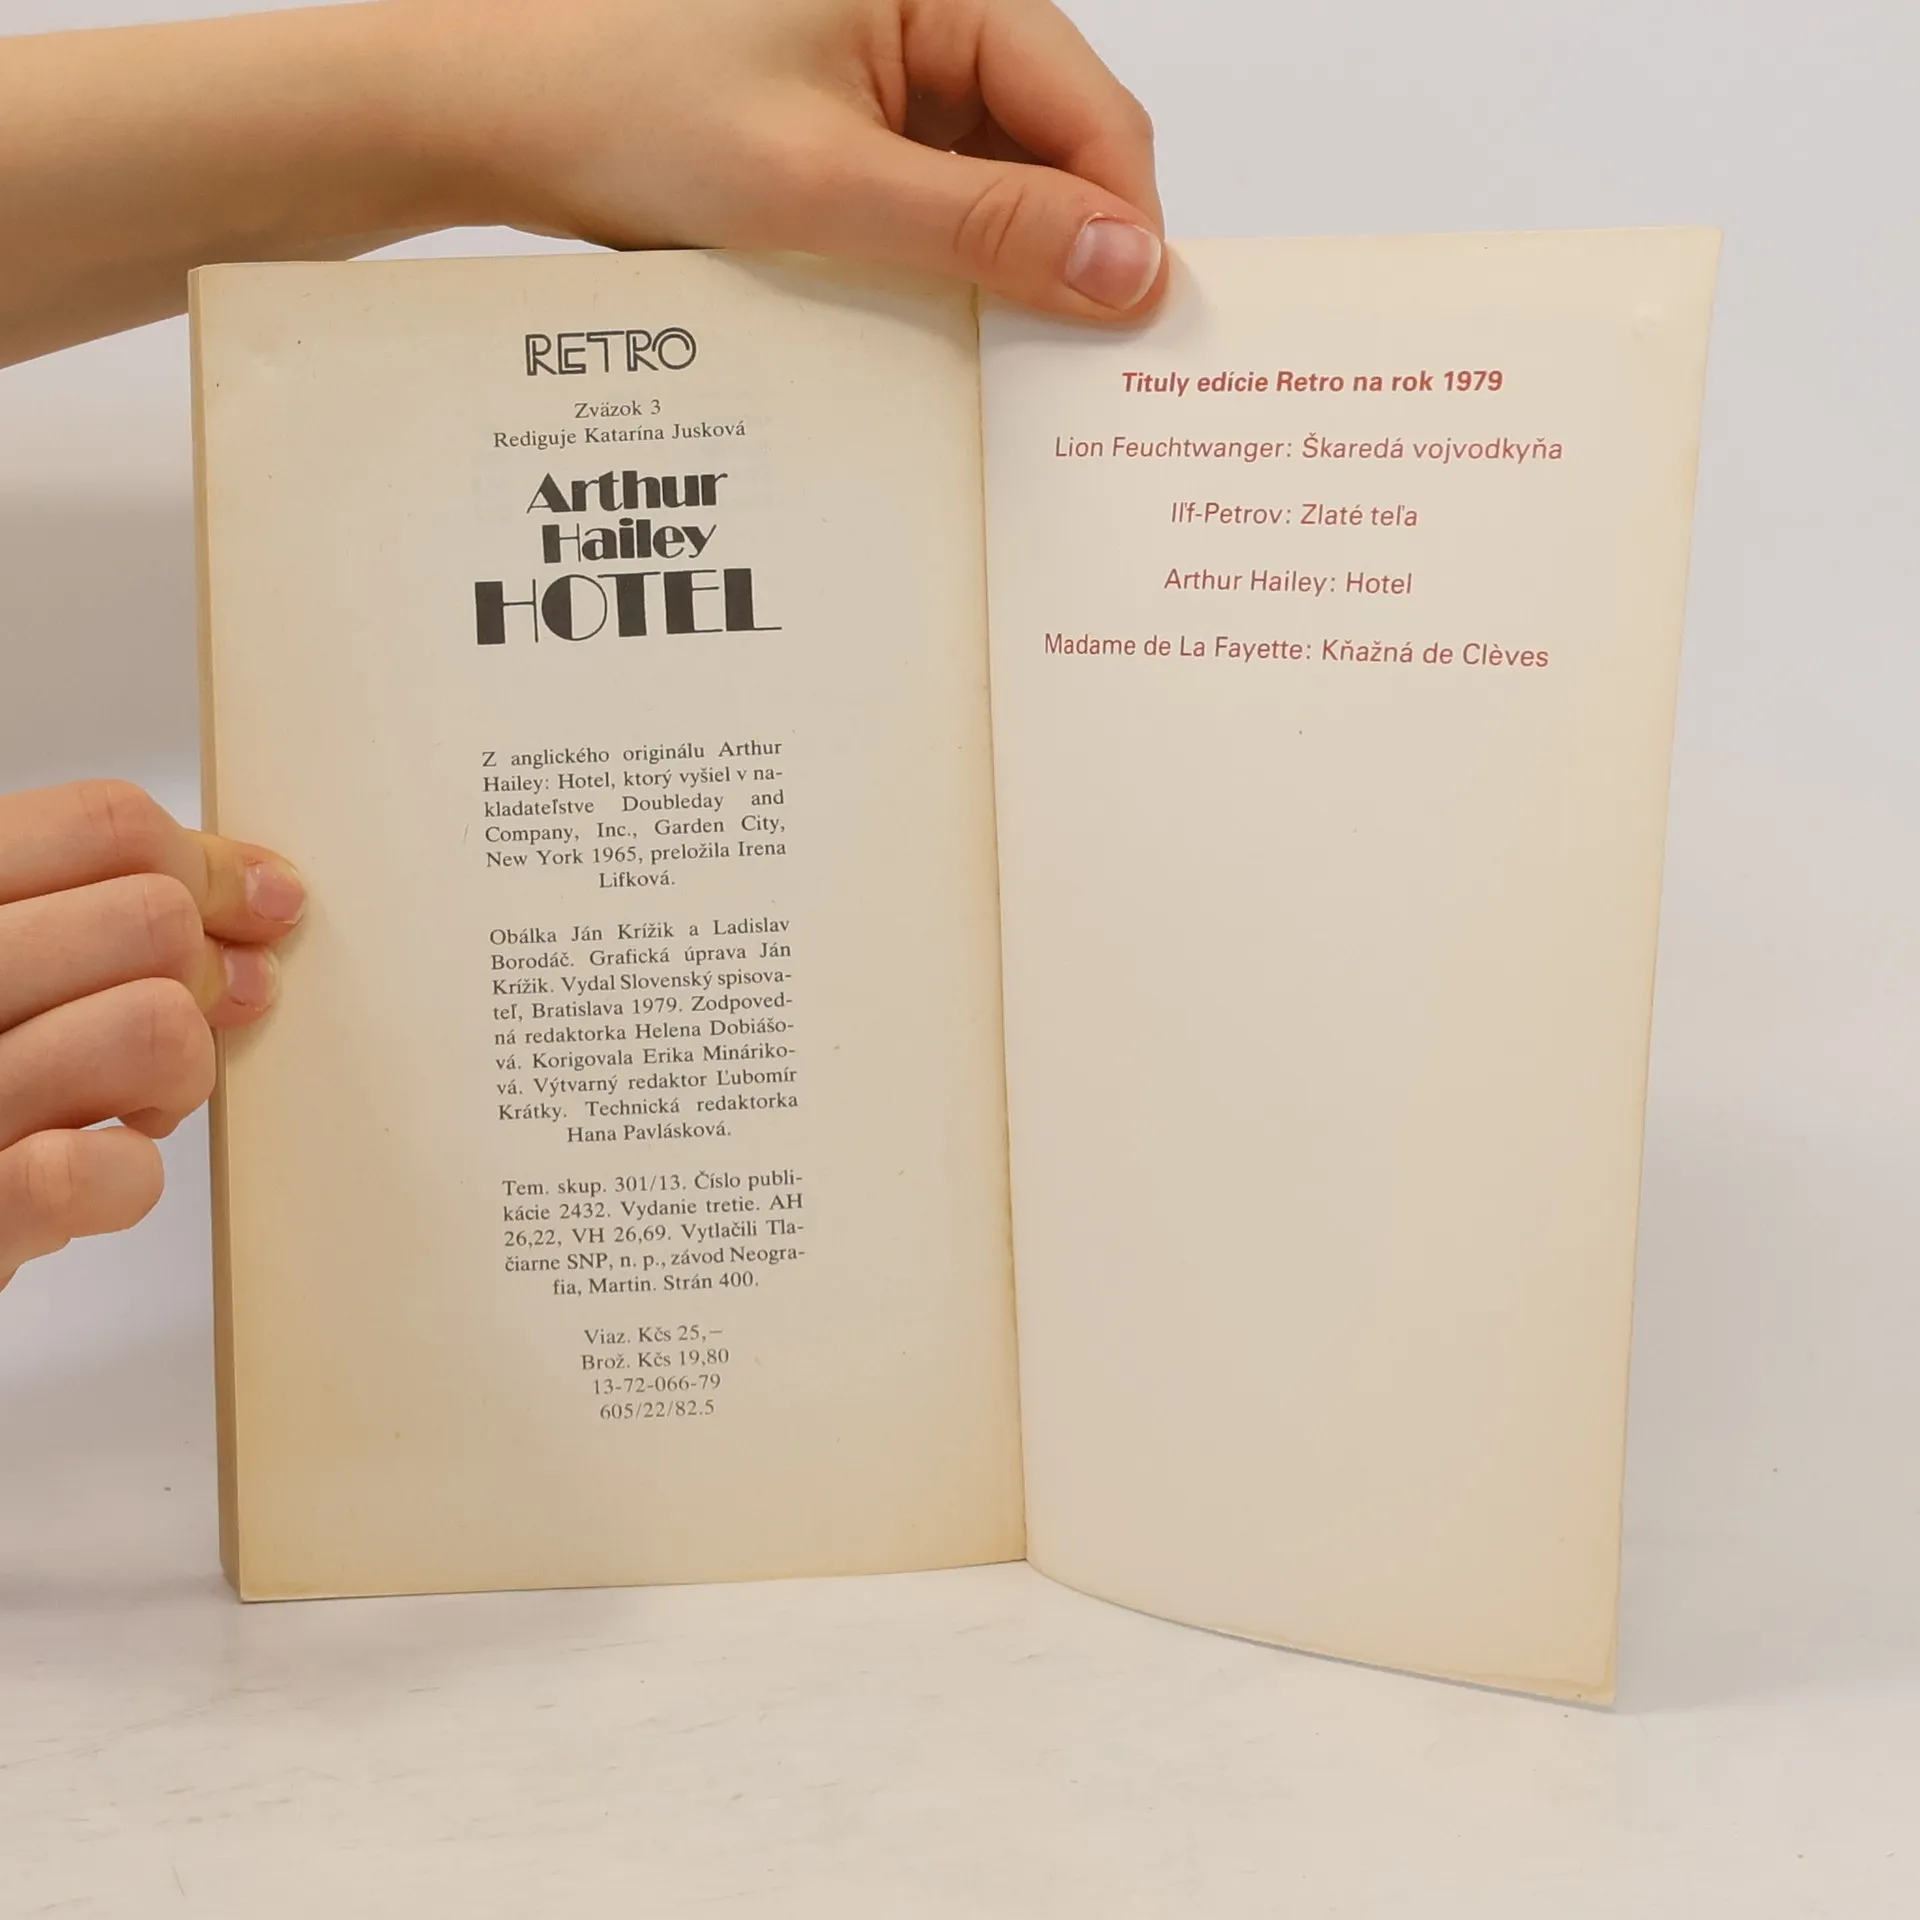 RETRO
Zväzok 3
Rediguje Katarína Jusková
Arthur
Hailey
HOTEL
Z anglického originálu Arthur
Hailey: Hotel, ktorý vyšiel v na-
kladateľstve Doubleday and
Company, Inc., Garden City,
New York 1965, preložila Irena
Lifková.
Obálka Ján Krížik a Ladislav
Borodáč. Grafická úprava Ján
Krížik. Vydal Slovenský spisova-
teľ, Bratislava 1979. Zodpoved-
ná redaktorka Helena Dobiášo-
vá. Korigovala Erika Mináriko-
vá. Výtvarný redaktor Ľubomír
Krátky. Technická redaktorka
Hana Pavlásková.
Tem. skup. 301/13. Číslo publi-
kácie 2432. Vydanie tretie. AH
26,22, VH 26,69. Vytlačili Tla-
čiarne SNP, n. p., závod Neogra-
fia, Martin. Strán 400.
Viaz. Kčs 25,—
Brož. Kčs 19,80
13-72-066-79
605/22/82.5
Tituly edície Retro na rok 1979
Lion Feuchtwanger: Škaredá vojvodkyňa
Iľf-Petrov: Zlaté teľa
Arthur Hailey: Hotel
Madame de La Fayette: Kňažná de Clèves